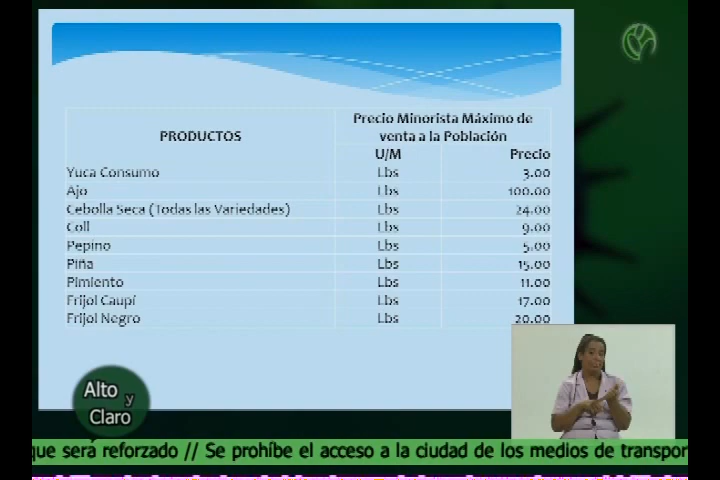 PRODUCTOS
Precio Minorista Máximo de
venta a la Población
U/M Precio
Yuca Consumo Lbs 3.00
Ajo Lbs 100.00
Cebolla Seca (Todas las Variedades) Lbs 24.00
Coll Lbs 9.00
Pepino Lbs 5.00
Piña Lbs 15.00
Pimiento Lbs 11.00
Frijol Caupí Lbs 17.00
Frijol Negro Lbs 20.00
Alto
y
Claro
que será reforzado // Se prohíbe el acceso a la ciudad de los medios de transpor